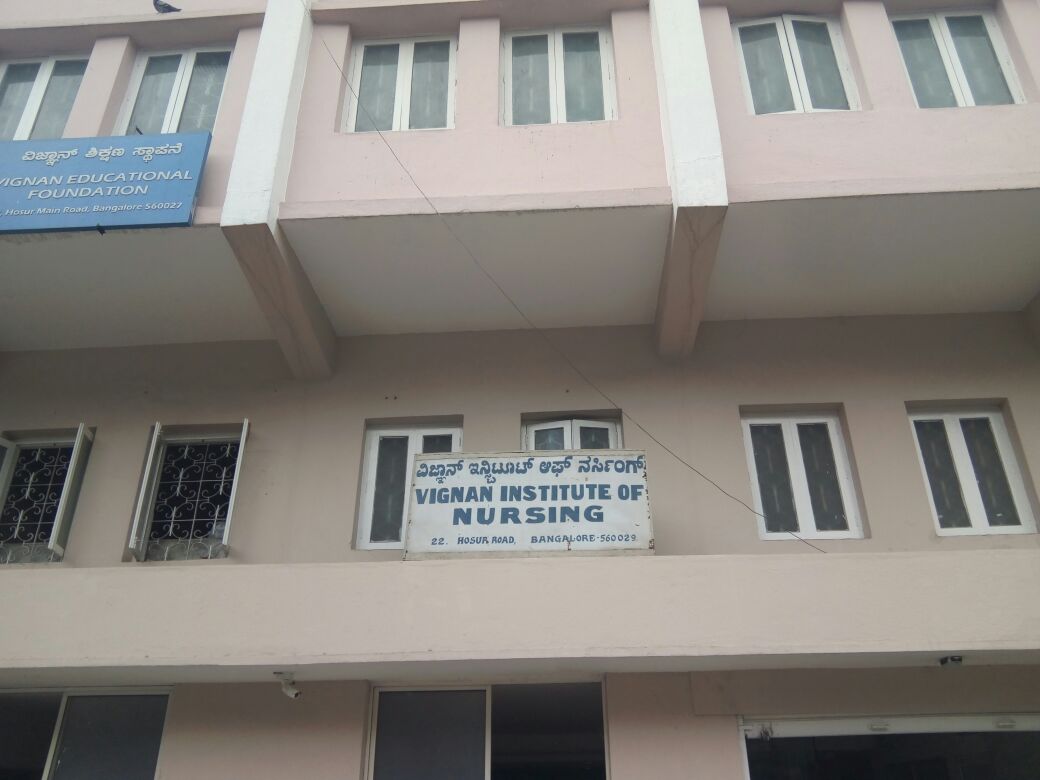 ವಿಜ್ಞಾನ್ ಶಿಕ್ಷಣ ಸ್ಥಾಪನೆ
VIGNAN EDUCATIONAL
FOUNDATION
, Hosur Main Road, Bangalore 560027
ವಿಜ್ಞಾನ್ ಇನ್ಸ್ಟಿಟ್ಯೂಟ್ ಆಫ್ ನರ್ಸಿಂಗ್
VIGNAN INSTITUTE OF
NURSING
22. HOSUR ROAD, BANGALORE-560029